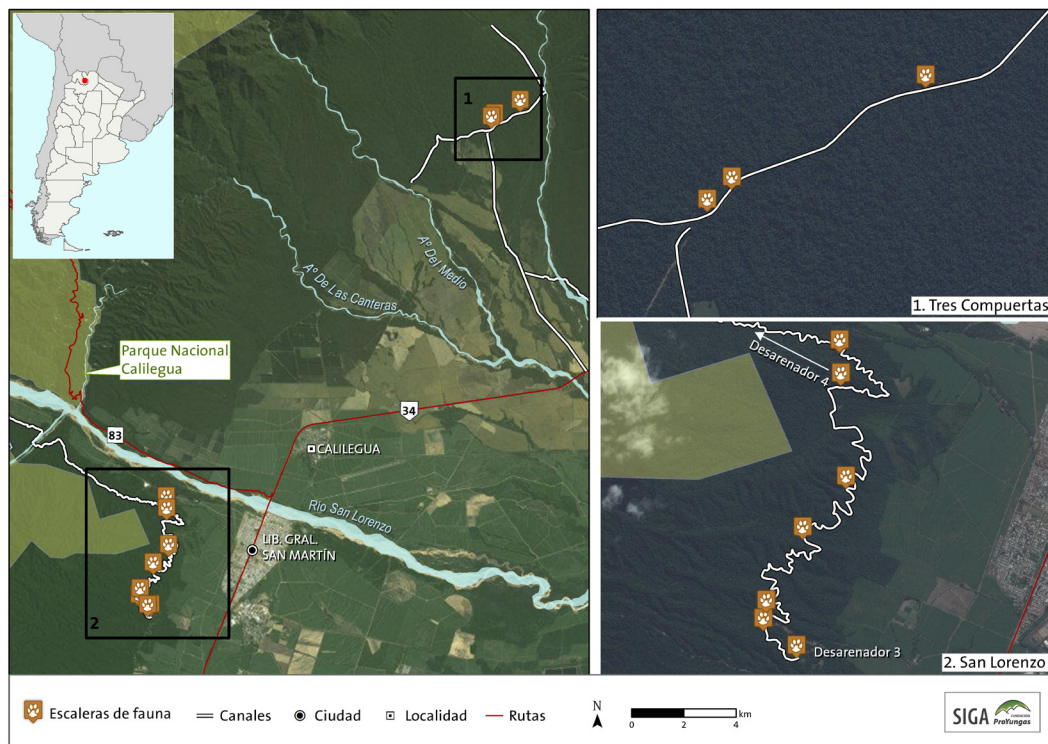 1
Aº Del Medio
Aº De Las Canteras
Parque Nacional
Calilegua
34
83
CALILEGUA
Río San Lorenzo
LIB. GRAL.
SAN MARTÍN
2
1. Tres Compuertas
Desarenador 4
Desarenador 3
2. San Lorenzo
Escaleras de fauna
Canales
Ciudad
Localidad
Rutas
N
km
0 2 4
SIGA
FUNDACIÓN
ProYungas